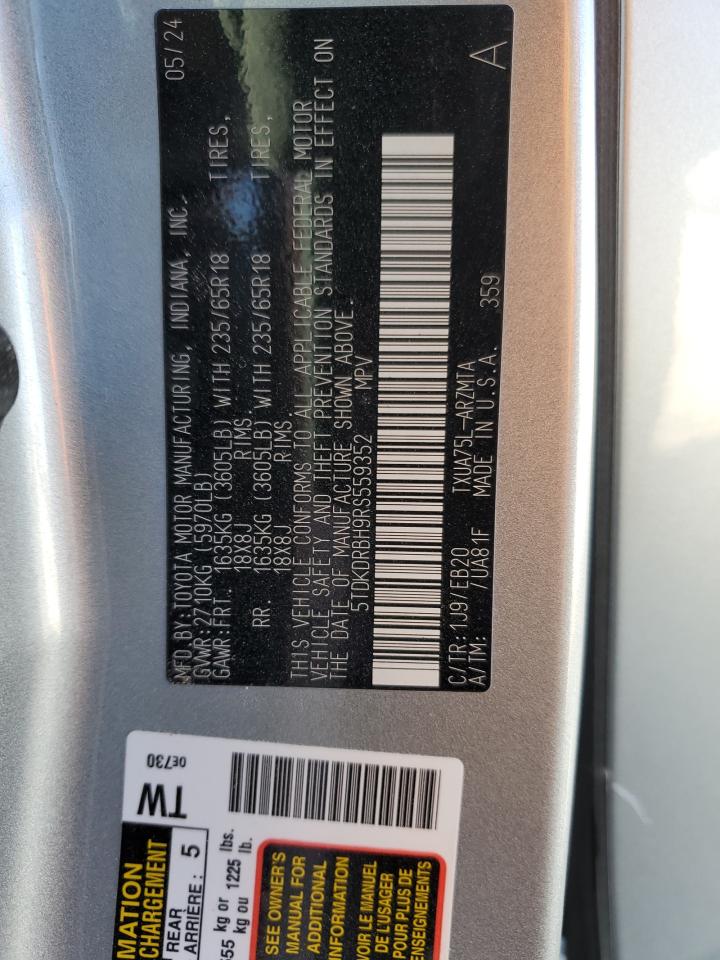 MFD.BY:TOYOTA MOTOR MANUFACTURING, INDIANA, INC. 05/24
GVWR:2710KG (5970LB)
GAWR:FRT. 1635KG (3605LB) WITH 235/65R18 TIRES,
18X8J RIMS.
RR. 1635KG (3605LB) WITH 235/65R18 TIRES,
18X8J RIMS.
THIS VEHICLE CONFORMS TO ALL APPLICABLE FEDERAL MOTOR
VEHICLE SAFETY AND THEFT PREVENTION STANDARDS IN EFFECT ON
THE DATE OF MANUFACTURE SHOWN ABOVE.
5TDKDRBH9RS559352 MPV
C/TR:1J9/EB20 TXUA75L-ARZMTA
A/TM: -/UA81F MADE IN U.S.A. 359 A
TW 0E730
MATION
CHARGEMENT
REAR
ARRIÈRE: 5
555 kg or 1225 lbs.
kg ou 1225 lb.
SEE OWNER'S
MANUAL FOR
ADDITIONAL
INFORMATION
VOIR LE MANUEL
DE L'USAGER
POUR PLUS DE
RENSEIGNEMENTS